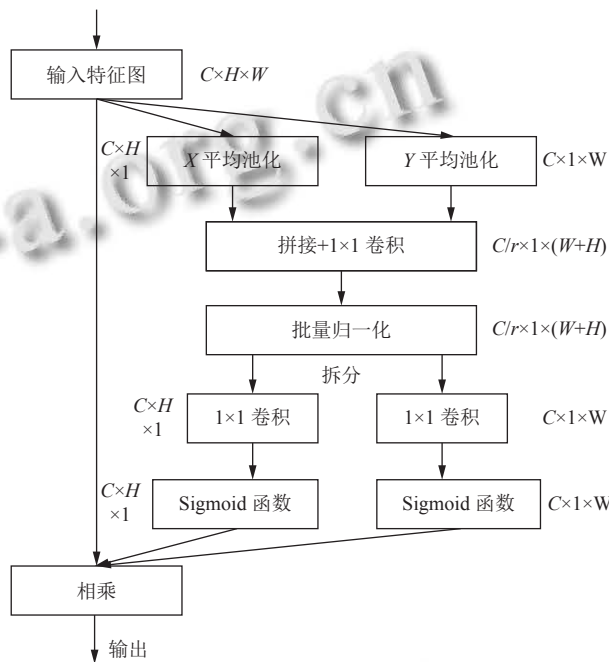 输入特征图
C×H×W
C×H
×1
X 平均池化
Y 平均池化
C×1×W
拼接+1×1 卷积
C/r×1×(W+H)
批量归一化
C/r×1×(W+H)
拆分
C×H
×1
1×1 卷积
1×1 卷积
C×1×W
C×H
×1
Sigmoid 函数
Sigmoid 函数
C×1×W
相乘
输出
a.org.cn